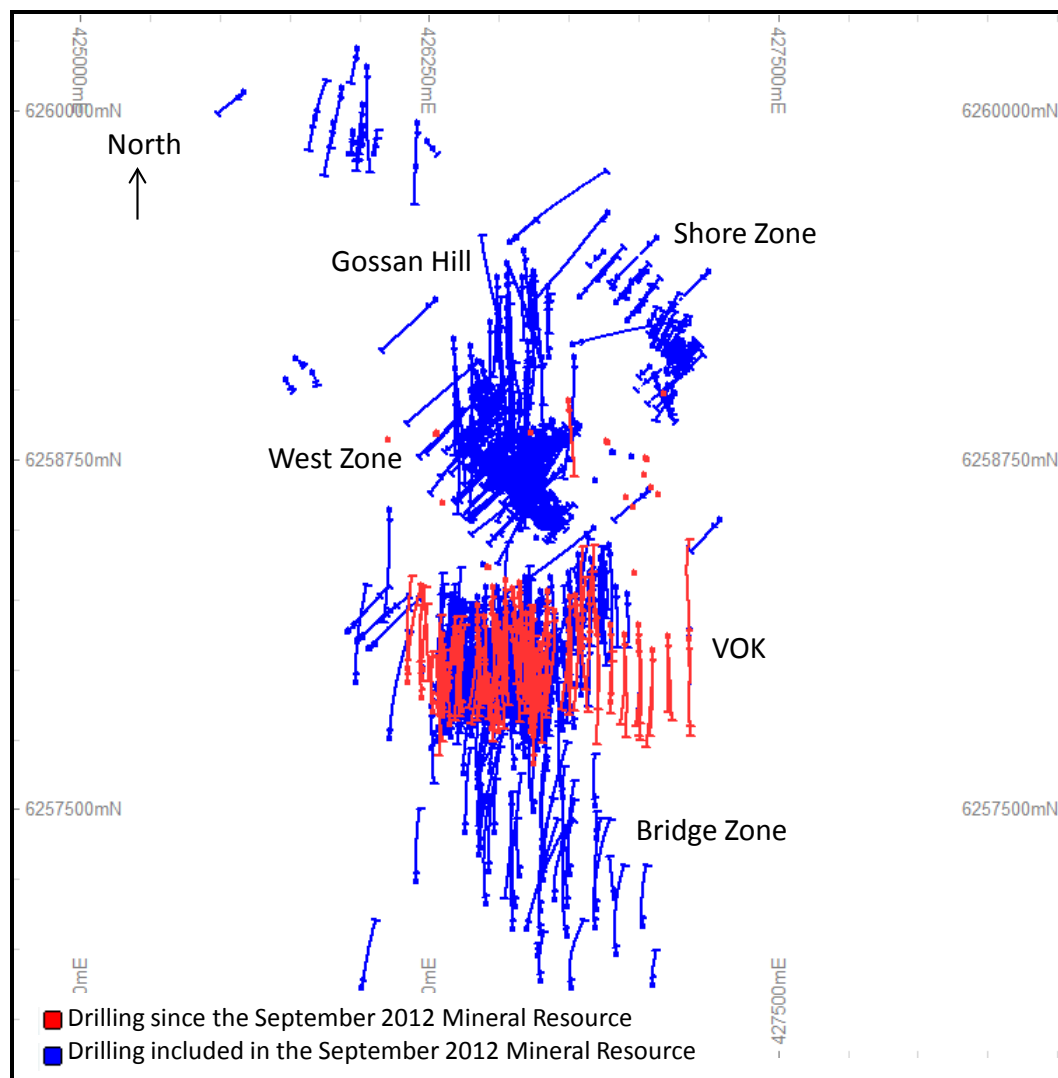 425000mE
426250mE
427500mE
6260000mN
6260000mN
North
Shore Zone
Gossan Hill
West Zone
6258750mN
6258750mN
VOK
6257500mN
6257500mN
Bridge Zone
0mE
0mE
427500mE
Drilling since the September 2012 Mineral Resource
Drilling included in the September 2012 Mineral Resource